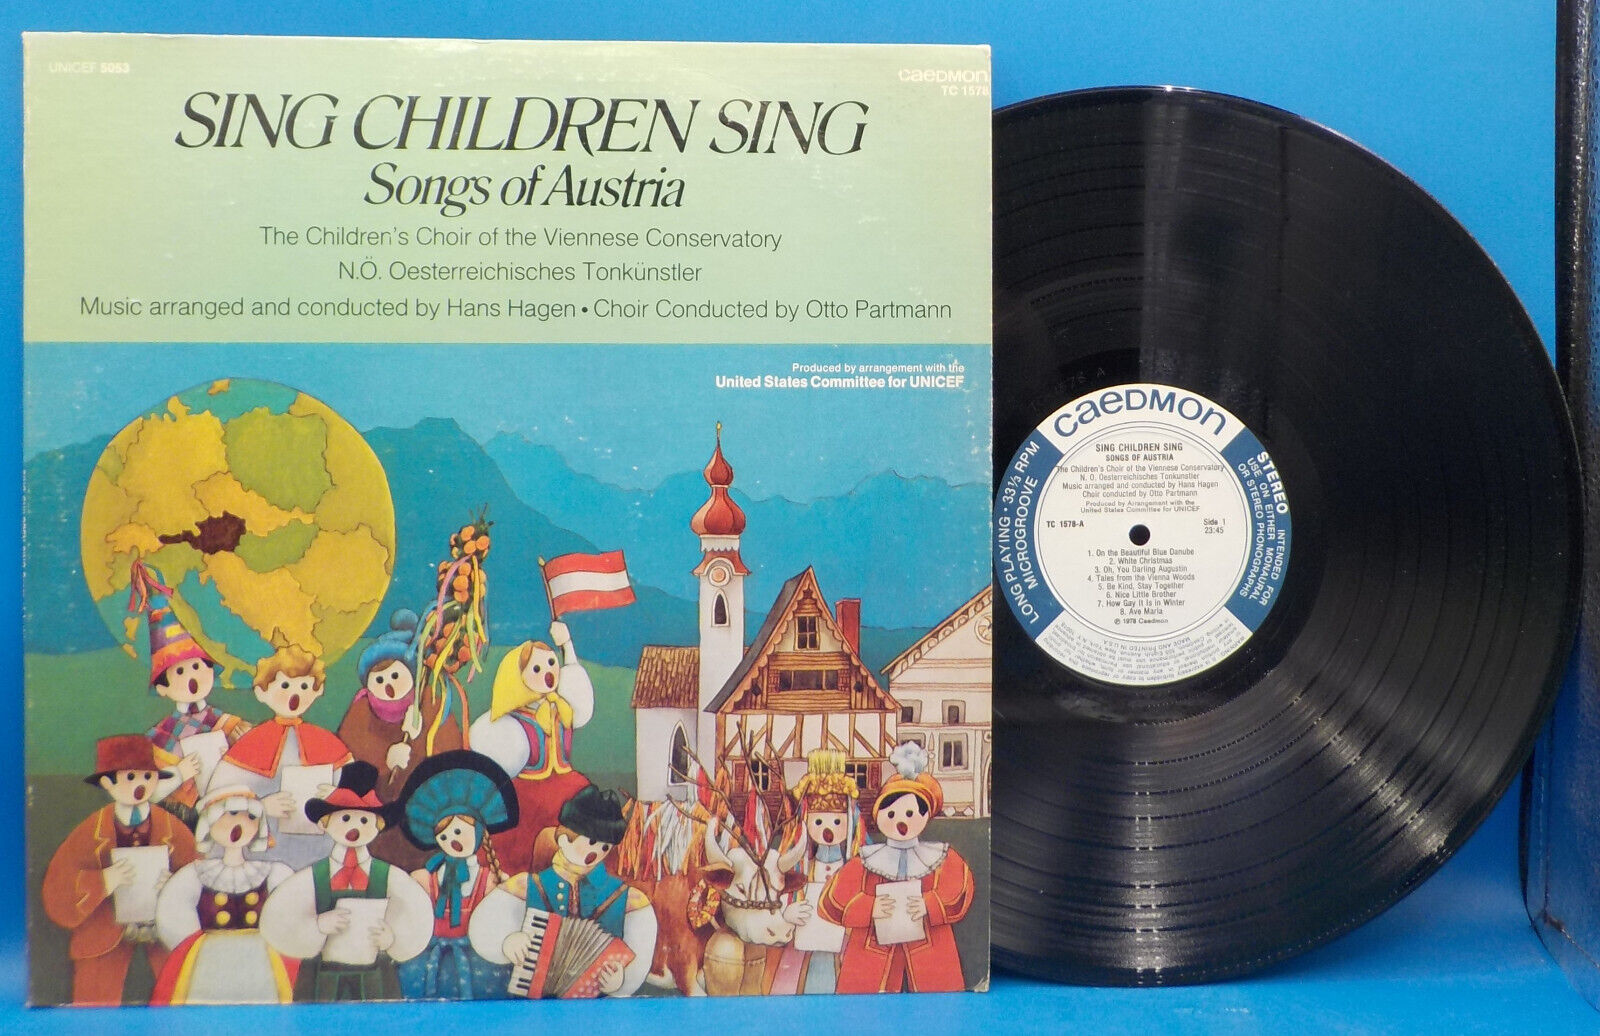 UNICEF 5053
CAEDMON
TC 1578
SING CHILDREN SING
Songs of Austria
The Children's Choir of the Viennese Conservatory
N.Ö. Oesterreichisches Tonkünstler
Music arranged and conducted by Hans Hagen • Choir Conducted by Otto Partmann
Produced by arrangement with the
United States Committee for UNICEF
CAEDMON
LONG PLAYING • 33⅓ RPM
MICROGROOVE
STEREO INTENDED FOR
USE ON EITHER MONAURAL
OR STEREO PHONOGRAPHS
SING CHILDREN SING
SONGS OF AUSTRIA
The Children's Choir of the Viennese Conservatory
N. O. Oesterreichisches Tonkunstler
Music arranged and conducted by Hans Hagen
Choir conducted by Otto Partmann
Produced by Arrangement with the
United States Committee for UNICEF
TC 1578-A
Side 1
23:45
1. On the Beautiful Blue Danube
2. White Christmas
3. Oh, You Darling Augustin
4. Tales from the Vienna Woods
5. Be Kind, Stay Together
6. Nice Little Brother
7. How Gay It Is in Winter
8. Ave Maria
℗ 1978 Caedmon